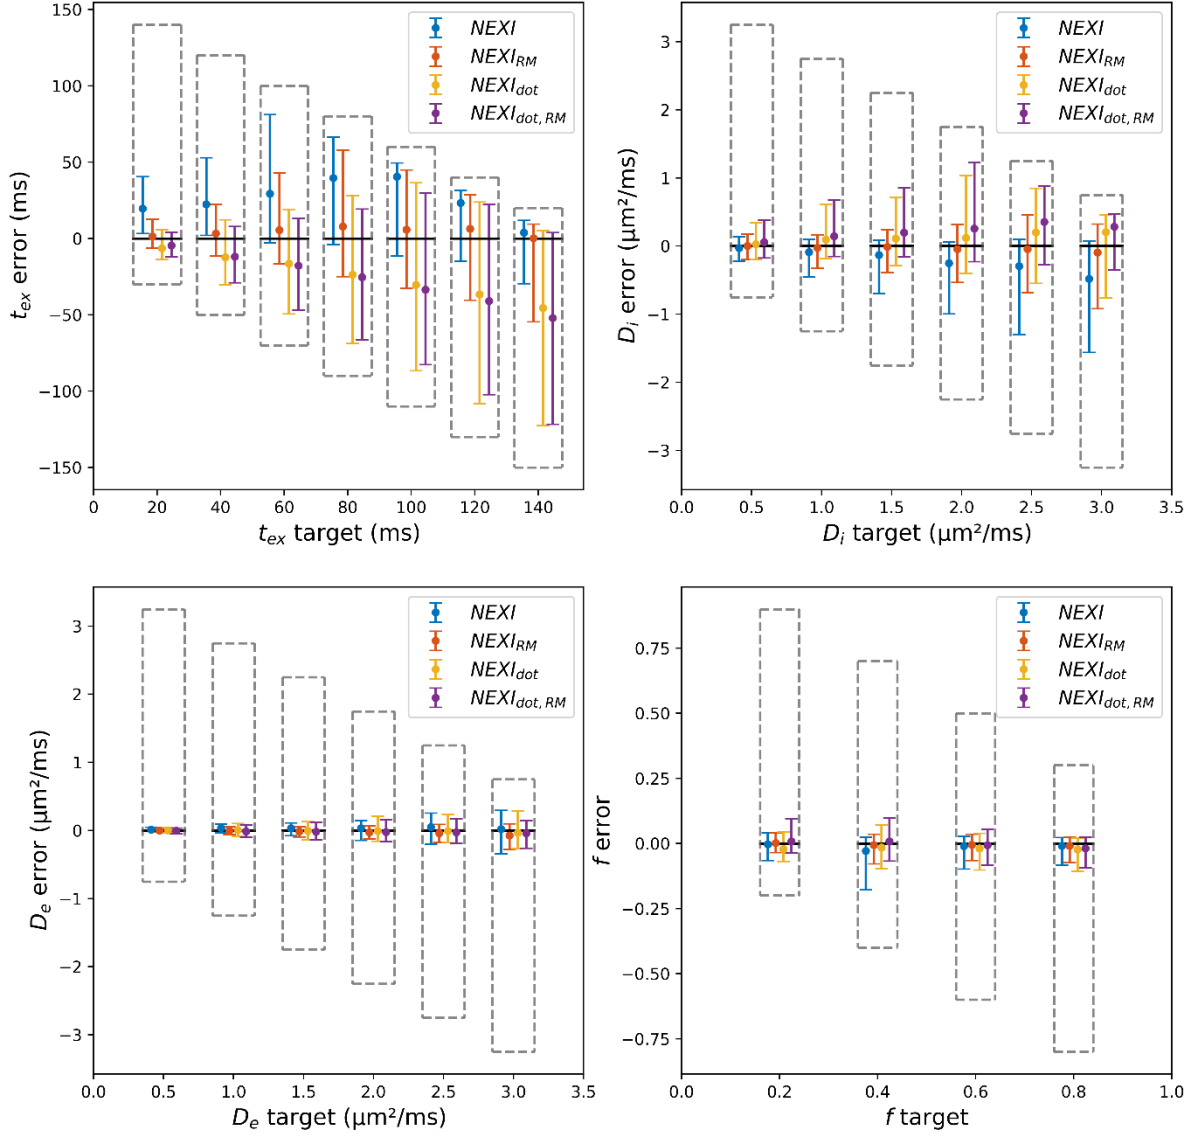 150
100
50
0
−50
−100
−150
t_ex error (ms)
0 20 40 60 80 100 120 140
t_ex target (ms)
NEXI
NEXI_RM
NEXI_dot
NEXI_dot, RM
3
2
1
0
−1
−2
−3
D_i error (µm²/ms)
0.0 0.5 1.0 1.5 2.0 2.5 3.0 3.5
D_i target (µm²/ms)
NEXI
NEXI_RM
NEXI_dot
NEXI_dot, RM
3
2
1
0
−1
−2
−3
D_e error (µm²/ms)
0.0 0.5 1.0 1.5 2.0 2.5 3.0 3.5
D_e target (µm²/ms)
NEXI
NEXI_RM
NEXI_dot
NEXI_dot, RM
0.75
0.50
0.25
0.00
−0.25
−0.50
−0.75
f error
0.0 0.2 0.4 0.6 0.8 1.0
f target
NEXI
NEXI_RM
NEXI_dot
NEXI_dot, RM